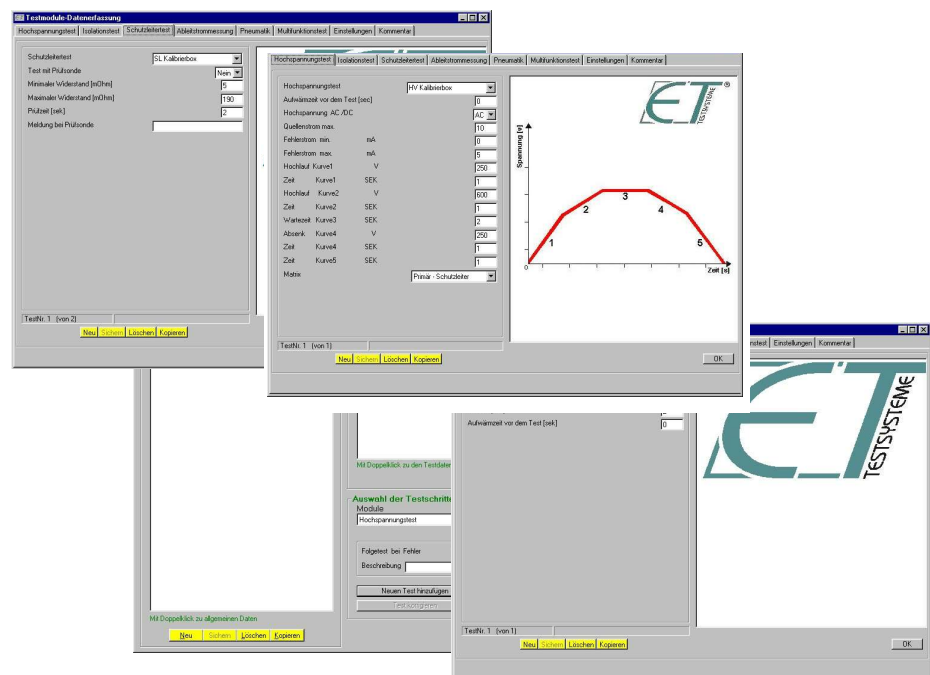 Testmodule-Datenerfassung
Hochspannungstest Isolationstest Schutzleitertest Ableitstrommessung Pneumatik Multifunktionstest Einstellungen Kommentar
Schutzleitertest SL Kalibrierbox
Test mit Prüfsonde Nein
Minimaler Widerstand [mOhm] 5
Maximaler Widerstand [mOhm] 190
Prüfzeit [sek] 2
Meldung bei Prüfsonde
TestNr. 1 (von 2)
Neu Sichern Löschen Kopieren
Hochspannungstest Isolationstest Schutzleitertest Ableitstrommessung Pneumatik Multifunktionstest Einstellungen Kommentar
Hochspannungstest HV Kalibrierbox
Aufwärmzeit vor dem Test [sec] 0
Hochspannung AC /DC AC
Quellenstrom max. 10
Fehlerstrom min. mA 0
Fehlerstrom max. mA 5
Hochlauf Kurve1 V 250
Zeit Kurve1 SEK 1
Hochlauf Kurve2 V 600
Zeit Kurve2 SEK 1
Wartezeit Kurve3 SEK 2
Absenk Kurve4 V 250
Zeit Kurve4 SEK 1
Zeit Kurve5 SEK 1
Matrix Primär - Schutzleiter
TestNr. 1 (von 1)
Neu Sichern Löschen Kopieren
OK
ET
TESTSYSTEME
®
Spannung [v]
1
2
3
4
5
0
Zeit [s]
nstest Einstellungen Kommentar
Aufwärmzeit vor dem Test [sek] 0
ET
TESTSYSTEME
TestNr. 1 (von 1)
Neu Sichern Löschen Kopieren
OK
Mit Doppelklick zu den Testdaten
Auswahl der Testschritte
Module
Hochspannungstest
Folgetest bei Fehler
Beschreibung
Neuen Test hinzufügen
Test korrigieren
Mit Doppelklick zu allgemeinen Daten
Neu Sichern Löschen Kopieren